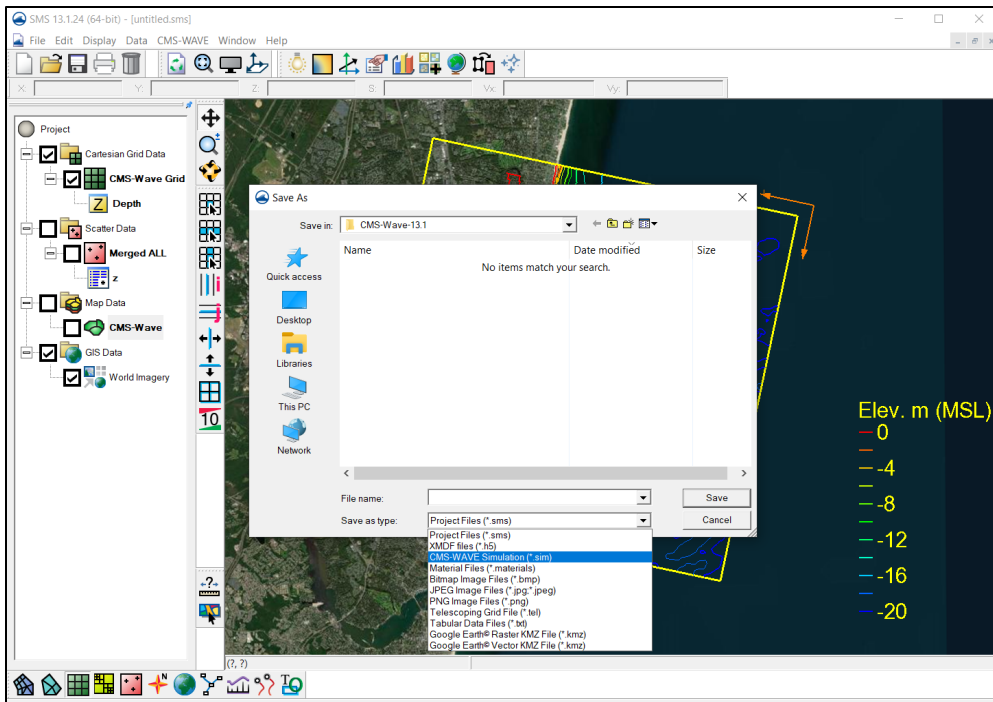 SMS 13.1.24 (64-bit) - [untitled.sms]
File Edit Display Data CMS-WAVE Window Help
X: Y: Z: S: Vx: Vy:
Project
Cartesian Grid Data
CMS-Wave Grid
Z Depth
Scatter Data
Merged ALL
z
Map Data
CMS-Wave
GIS Data
World Imagery
10
Save As
Save in: CMS-Wave-13.1
Name Date modified Size
No items match your search.
Quick access
Desktop
Libraries
This PC
Network
File name: Save
Save as type: Project Files (*.sms) Cancel
Project Files (*.sms)
XMDF files (*.h5)
CMS-WAVE Simulation (*.sim)
Material Files (*.materials)
Bitmap Image Files (*.bmp)
JPEG Image Files (*.jpg;*.jpeg)
PNG Image Files (*.png)
Telescoping Grid File (*.tel)
Tabular Data Files (*.txt)
Google Earth© Raster KMZ File (*.kmz)
Google Earth© Vector KMZ File (*.kmz)
Elev. m (MSL)
0
-4
-8
-12
-16
-20
(?, ?)